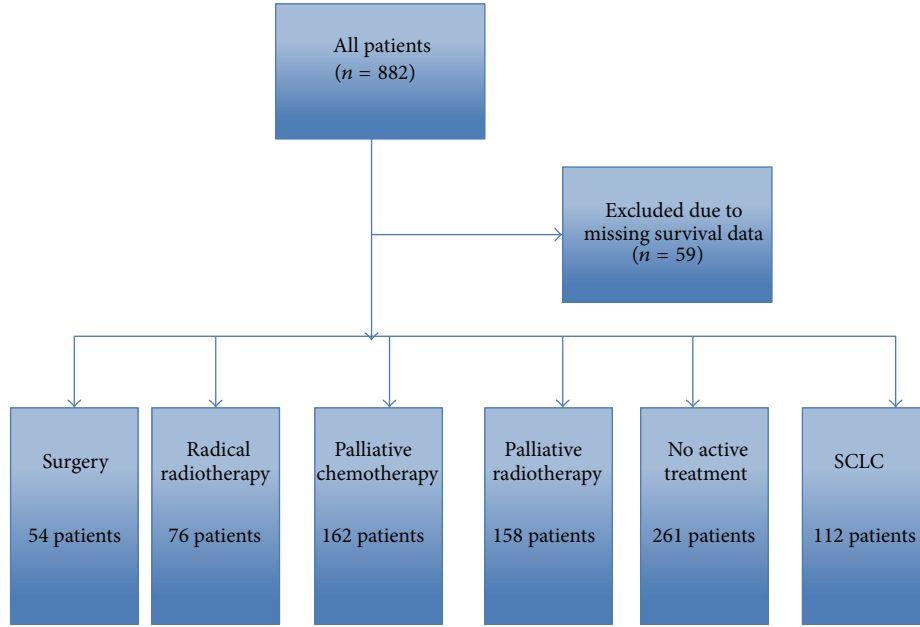 All patients
(n = 882)
Excluded due to
missing survival data
(n = 59)
Surgery
54 patients
Radical
radiotherapy
76 patients
Palliative
chemotherapy
162 patients
Palliative
radiotherapy
158 patients
No active
treatment
261 patients
SCLC
112 patients